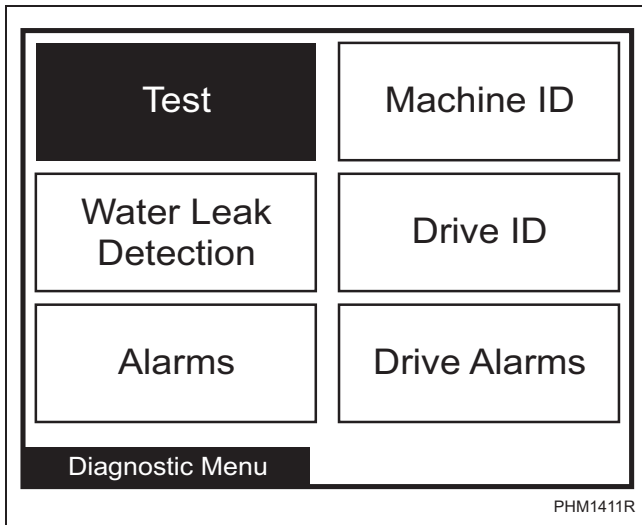 Test
Machine ID
Water Leak
Detection
Drive ID
Alarms
Drive Alarms
Diagnostic Menu
PHM1411R